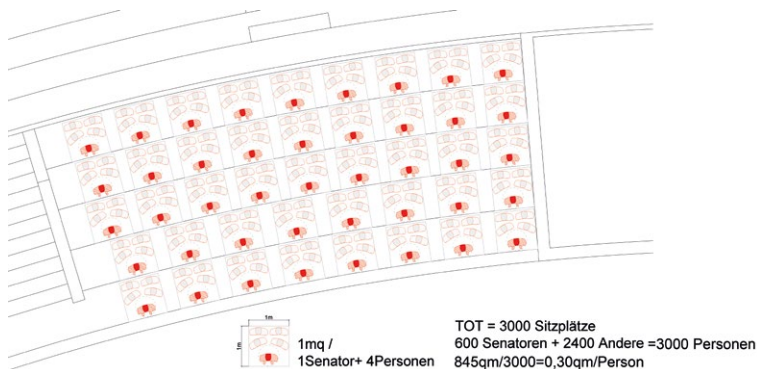 1m
1m
1mq /
1Senator+ 4Personen
TOT = 3000 Sitzplätze
600 Senatoren + 2400 Andere =3000 Personen
845qm/3000=0,30qm/Person